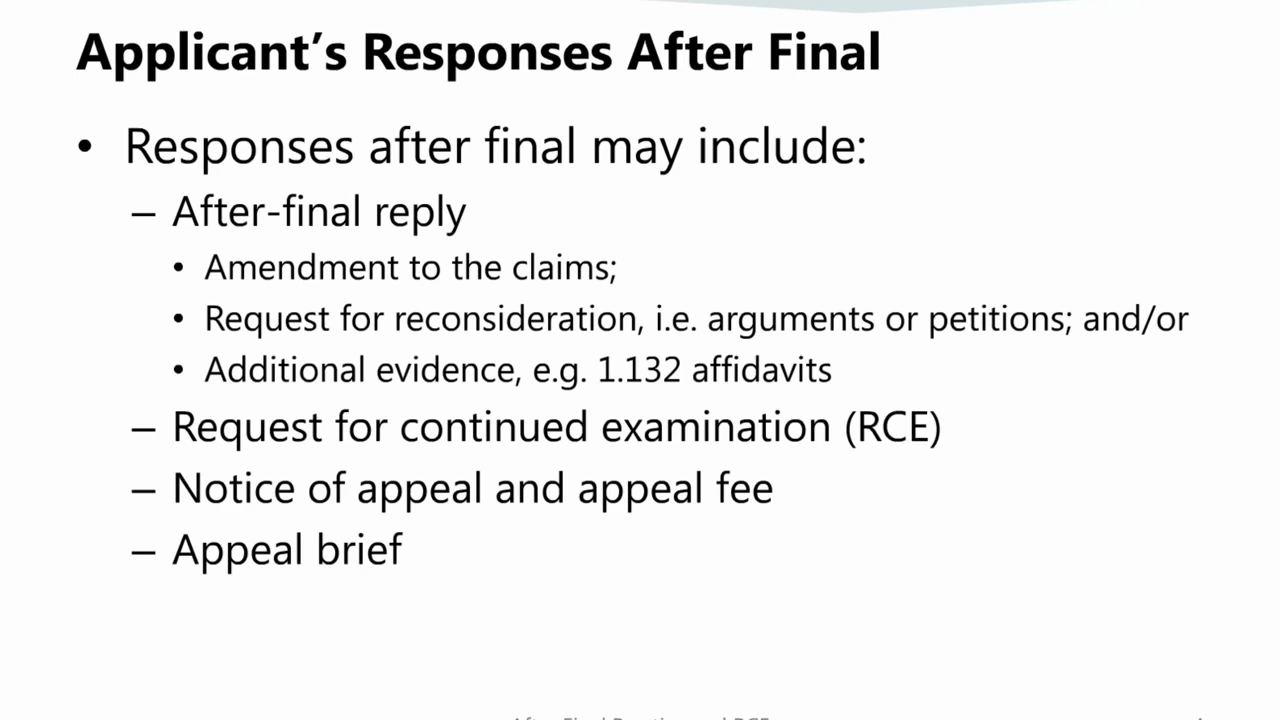 Applicant’s Responses After Final
• Responses after final may include:
– After-final reply
• Amendment to the claims;
• Request for reconsideration, i.e. arguments or petitions; and/or
• Additional evidence, e.g. 1.132 affidavits
– Request for continued examination (RCE)
– Notice of appeal and appeal fee
– Appeal brief